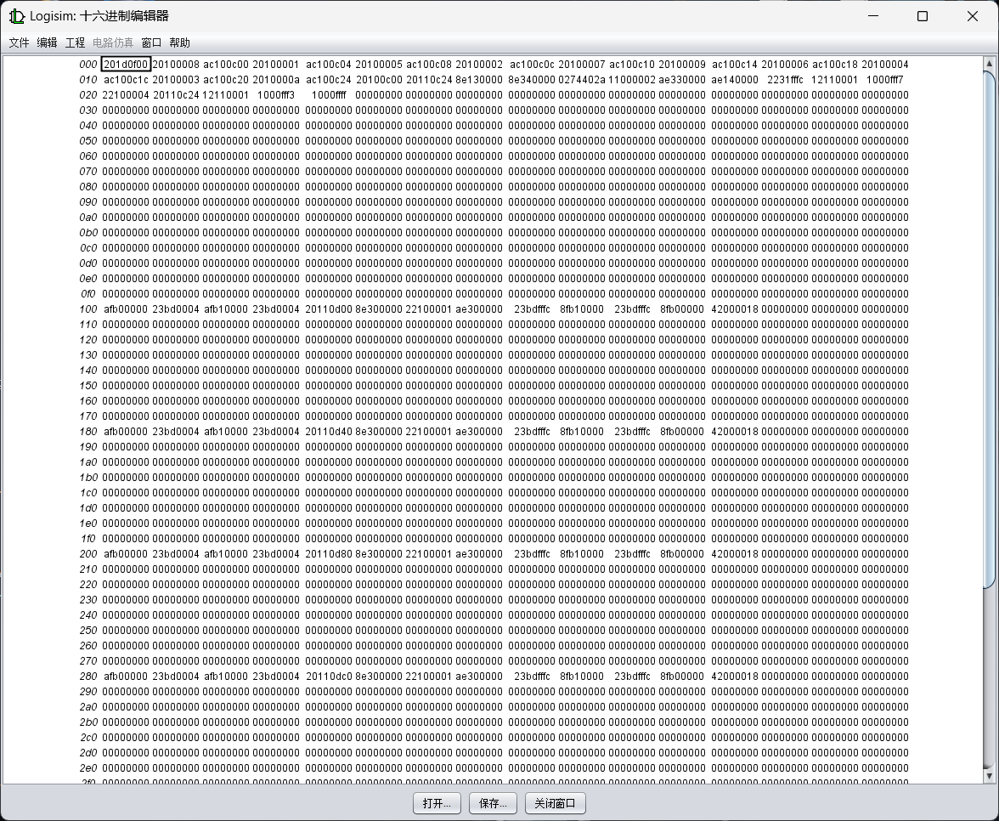 Logisim: 十六进制编辑器
文件 编辑 工程 电路仿真 窗口 帮助
000 201d0f00 20100008 ac100c00 20100001 ac100c04 20100005 ac100c08 20100002 ac100c0c 20100007 ac100c10 20100009 ac100c14 20100006 ac100c18 20100004
010 ac100c1c 20100003 ac100c20 2010000a ac100c24 20100c00 20110c24 8e130000 8e340000 0274402a 11000002 ae330000 ae140000 2231fffc 12110001 1000fff7
020 22100004 20110c24 12110001 1000fff3 1000ffff 00000000 00000000 00000000 00000000 00000000 00000000 00000000 00000000 00000000 00000000 00000000
030 00000000 00000000 00000000 00000000 00000000 00000000 00000000 00000000 00000000 00000000 00000000 00000000 00000000 00000000 00000000 00000000
040 00000000 00000000 00000000 00000000 00000000 00000000 00000000 00000000 00000000 00000000 00000000 00000000 00000000 00000000 00000000 00000000
050 00000000 00000000 00000000 00000000 00000000 00000000 00000000 00000000 00000000 00000000 00000000 00000000 00000000 00000000 00000000 00000000
060 00000000 00000000 00000000 00000000 00000000 00000000 00000000 00000000 00000000 00000000 00000000 00000000 00000000 00000000 00000000 00000000
070 00000000 00000000 00000000 00000000 00000000 00000000 00000000 00000000 00000000 00000000 00000000 00000000 00000000 00000000 00000000 00000000
080 00000000 00000000 00000000 00000000 00000000 00000000 00000000 00000000 00000000 00000000 00000000 00000000 00000000 00000000 00000000 00000000
090 00000000 00000000 00000000 00000000 00000000 00000000 00000000 00000000 00000000 00000000 00000000 00000000 00000000 00000000 00000000 00000000
0a0 00000000 00000000 00000000 00000000 00000000 00000000 00000000 00000000 00000000 00000000 00000000 00000000 00000000 00000000 00000000 00000000
0b0 00000000 00000000 00000000 00000000 00000000 00000000 00000000 00000000 00000000 00000000 00000000 00000000 00000000 00000000 00000000 00000000
0c0 00000000 00000000 00000000 00000000 00000000 00000000 00000000 00000000 00000000 00000000 00000000 00000000 00000000 00000000 00000000 00000000
0d0 00000000 00000000 00000000 00000000 00000000 00000000 00000000 00000000 00000000 00000000 00000000 00000000 00000000 00000000 00000000 00000000
0e0 00000000 00000000 00000000 00000000 00000000 00000000 00000000 00000000 00000000 00000000 00000000 00000000 00000000 00000000 00000000 00000000
0f0 00000000 00000000 00000000 00000000 00000000 00000000 00000000 00000000 00000000 00000000 00000000 00000000 00000000 00000000 00000000 00000000
100 afb00000 23bd0004 afb10000 23bd0004 20110d00 8e300000 22100001 ae300000 23bdfffc 8fb10000 23bdfffc 8fb00000 42000018 00000000 00000000 00000000
110 00000000 00000000 00000000 00000000 00000000 00000000 00000000 00000000 00000000 00000000 00000000 00000000 00000000 00000000 00000000 00000000
120 00000000 00000000 00000000 00000000 00000000 00000000 00000000 00000000 00000000 00000000 00000000 00000000 00000000 00000000 00000000 00000000
130 00000000 00000000 00000000 00000000 00000000 00000000 00000000 00000000 00000000 00000000 00000000 00000000 00000000 00000000 00000000 00000000
140 00000000 00000000 00000000 00000000 00000000 00000000 00000000 00000000 00000000 00000000 00000000 00000000 00000000 00000000 00000000 00000000
150 00000000 00000000 00000000 00000000 00000000 00000000 00000000 00000000 00000000 00000000 00000000 00000000 00000000 00000000 00000000 00000000
160 00000000 00000000 00000000 00000000 00000000 00000000 00000000 00000000 00000000 00000000 00000000 00000000 00000000 00000000 00000000 00000000
170 00000000 00000000 00000000 00000000 00000000 00000000 00000000 00000000 00000000 00000000 00000000 00000000 00000000 00000000 00000000 00000000
180 afb00000 23bd0004 afb10000 23bd0004 20110d40 8e300000 22100001 ae300000 23bdfffc 8fb10000 23bdfffc 8fb00000 42000018 00000000 00000000 00000000
190 00000000 00000000 00000000 00000000 00000000 00000000 00000000 00000000 00000000 00000000 00000000 00000000 00000000 00000000 00000000 00000000
1a0 00000000 00000000 00000000 00000000 00000000 00000000 00000000 00000000 00000000 00000000 00000000 00000000 00000000 00000000 00000000 00000000
1b0 00000000 00000000 00000000 00000000 00000000 00000000 00000000 00000000 00000000 00000000 00000000 00000000 00000000 00000000 00000000 00000000
1c0 00000000 00000000 00000000 00000000 00000000 00000000 00000000 00000000 00000000 00000000 00000000 00000000 00000000 00000000 00000000 00000000
1d0 00000000 00000000 00000000 00000000 00000000 00000000 00000000 00000000 00000000 00000000 00000000 00000000 00000000 00000000 00000000 00000000
1e0 00000000 00000000 00000000 00000000 00000000 00000000 00000000 00000000 00000000 00000000 00000000 00000000 00000000 00000000 00000000 00000000
1f0 00000000 00000000 00000000 00000000 00000000 00000000 00000000 00000000 00000000 00000000 00000000 00000000 00000000 00000000 00000000 00000000
200 afb00000 23bd0004 afb10000 23bd0004 20110d80 8e300000 22100001 ae300000 23bdfffc 8fb10000 23bdfffc 8fb00000 42000018 00000000 00000000 00000000
210 00000000 00000000 00000000 00000000 00000000 00000000 00000000 00000000 00000000 00000000 00000000 00000000 00000000 00000000 00000000 00000000
220 00000000 00000000 00000000 00000000 00000000 00000000 00000000 00000000 00000000 00000000 00000000 00000000 00000000 00000000 00000000 00000000
230 00000000 00000000 00000000 00000000 00000000 00000000 00000000 00000000 00000000 00000000 00000000 00000000 00000000 00000000 00000000 00000000
240 00000000 00000000 00000000 00000000 00000000 00000000 00000000 00000000 00000000 00000000 00000000 00000000 00000000 00000000 00000000 00000000
250 00000000 00000000 00000000 00000000 00000000 00000000 00000000 00000000 00000000 00000000 00000000 00000000 00000000 00000000 00000000 00000000
260 00000000 00000000 00000000 00000000 00000000 00000000 00000000 00000000 00000000 00000000 00000000 00000000 00000000 00000000 00000000 00000000
270 00000000 00000000 00000000 00000000 00000000 00000000 00000000 00000000 00000000 00000000 00000000 00000000 00000000 00000000 00000000 00000000
280 afb00000 23bd0004 afb10000 23bd0004 20110dc0 8e300000 22100001 ae300000 23bdfffc 8fb10000 23bdfffc 8fb00000 42000018 00000000 00000000 00000000
290 00000000 00000000 00000000 00000000 00000000 00000000 00000000 00000000 00000000 00000000 00000000 00000000 00000000 00000000 00000000 00000000
2a0 00000000 00000000 00000000 00000000 00000000 00000000 00000000 00000000 00000000 00000000 00000000 00000000 00000000 00000000 00000000 00000000
2b0 00000000 00000000 00000000 00000000 00000000 00000000 00000000 00000000 00000000 00000000 00000000 00000000 00000000 00000000 00000000 00000000
2c0 00000000 00000000 00000000 00000000 00000000 00000000 00000000 00000000 00000000 00000000 00000000 00000000 00000000 00000000 00000000 00000000
2d0 00000000 00000000 00000000 00000000 00000000 00000000 00000000 00000000 00000000 00000000 00000000 00000000 00000000 00000000 00000000 00000000
2e0 00000000 00000000 00000000 00000000 00000000 00000000 00000000 00000000 00000000 00000000 00000000 00000000 00000000 00000000 00000000 00000000
2f0 00000000 00000000 00000000 00000000 00000000 00000000 00000000 00000000 00000000 00000000 00000000 00000000 00000000 00000000 00000000 00000000
打开... 保存... 关闭窗口